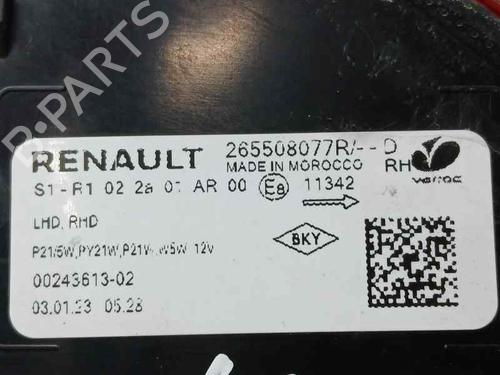 B-PARTS
RENAULT 265508077R/--D
MADE IN MOROCCO RH
varroc
S1-R1 02 2a 01 AR 00 E8 11342
LHD, RHD
BKY
P21/5W,PY21W,P21W,W5W 12V
00243613-02
03.01.23 05.28